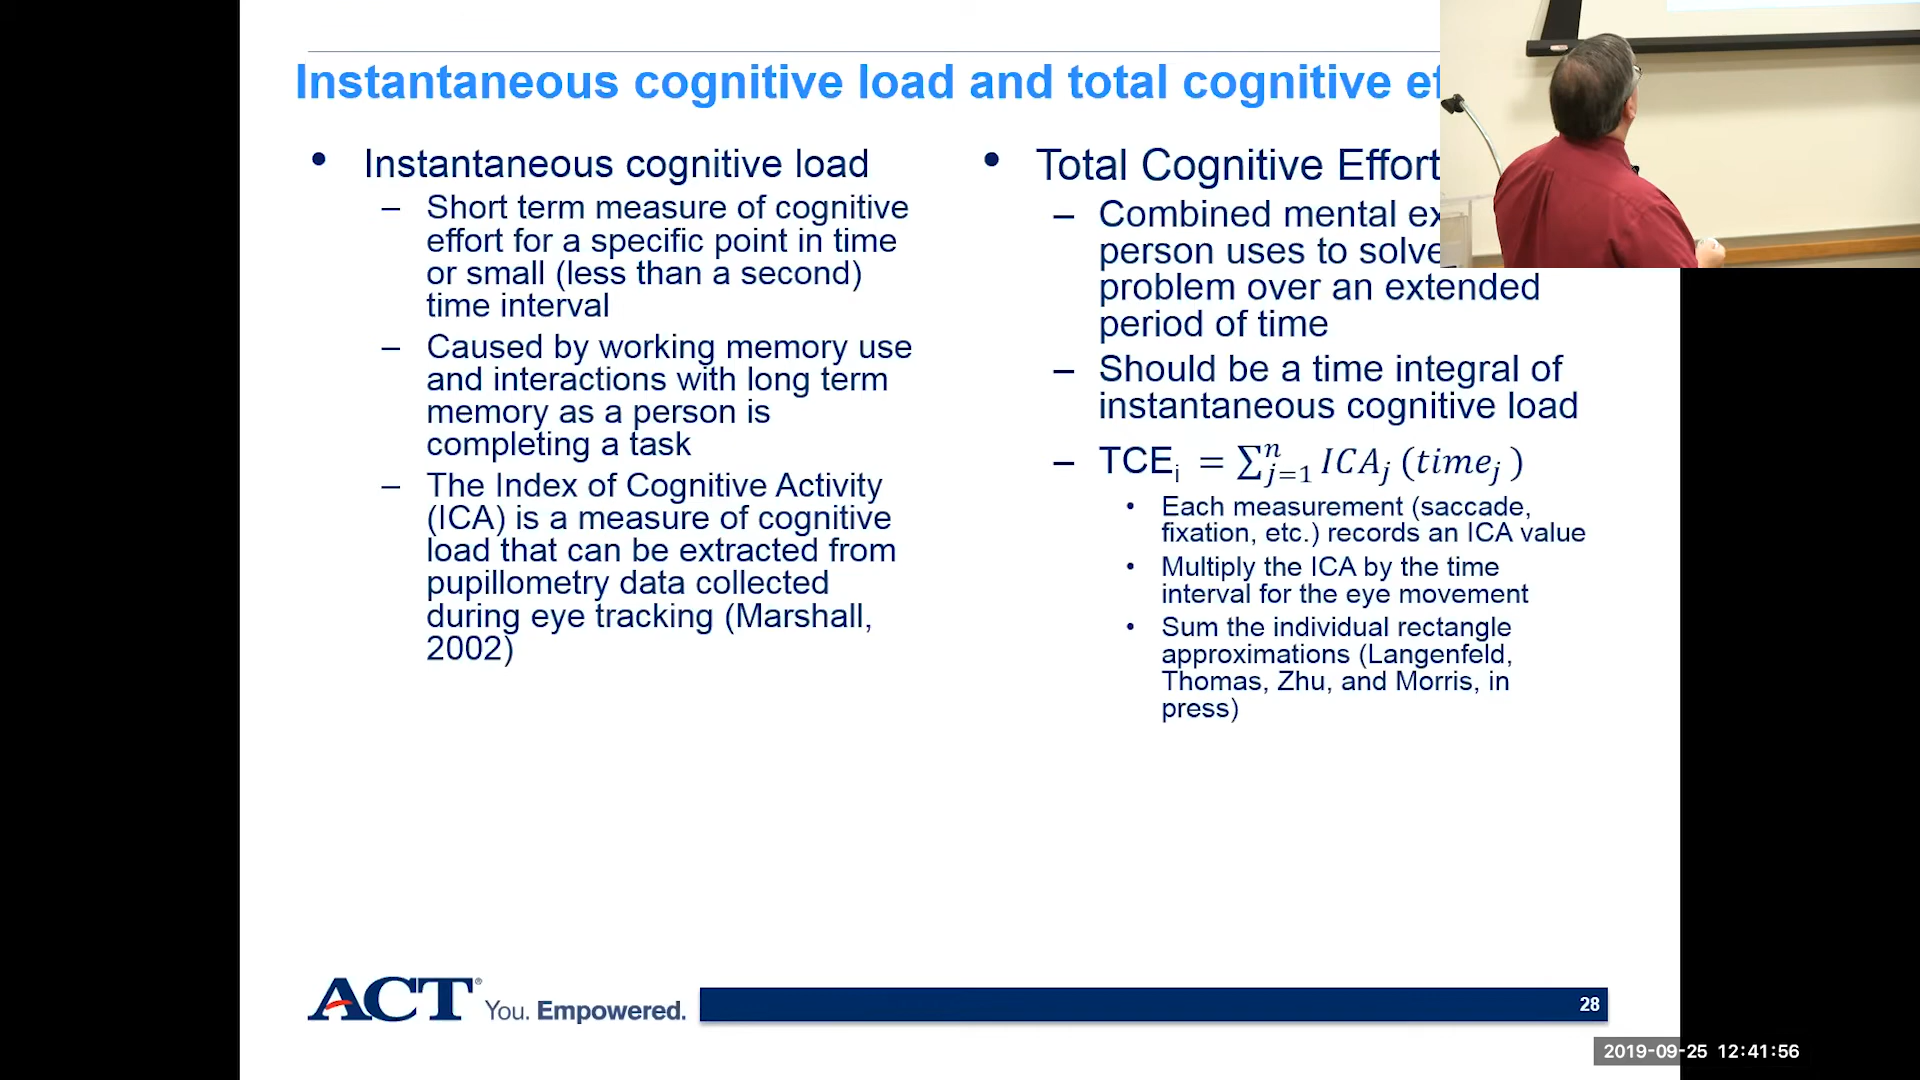 Instantaneous cognitive load and total cognitive
• Instantaneous cognitive load
– Short term measure of cognitive
effort for a specific point in time
or small (less than a second)
time interval
– Caused by working memory use
and interactions with long term
memory as a person is
completing a task
– The Index of Cognitive Activity
(ICA) is a measure of cognitive
load that can be extracted from
pupillometry data collected
during eye tracking (Marshall,
2002)
• Total Cognitive Effort
– Combined mental
person uses to solve
problem over an extended
period of time
– Should be a time integral of
instantaneous cognitive load
– TCEᵢ = ∑ⁿⱼ₌₁ ICAⱼ (timeⱼ)
• Each measurement (saccade,
fixation, etc.) records an ICA value
• Multiply the ICA by the time
interval for the eye movement
• Sum the individual rectangle
approximations (Langenfeld,
Thomas, Zhu, and Morris, in
press)
ACT® You. Empowered.
28
2019-09-25 12:41:56